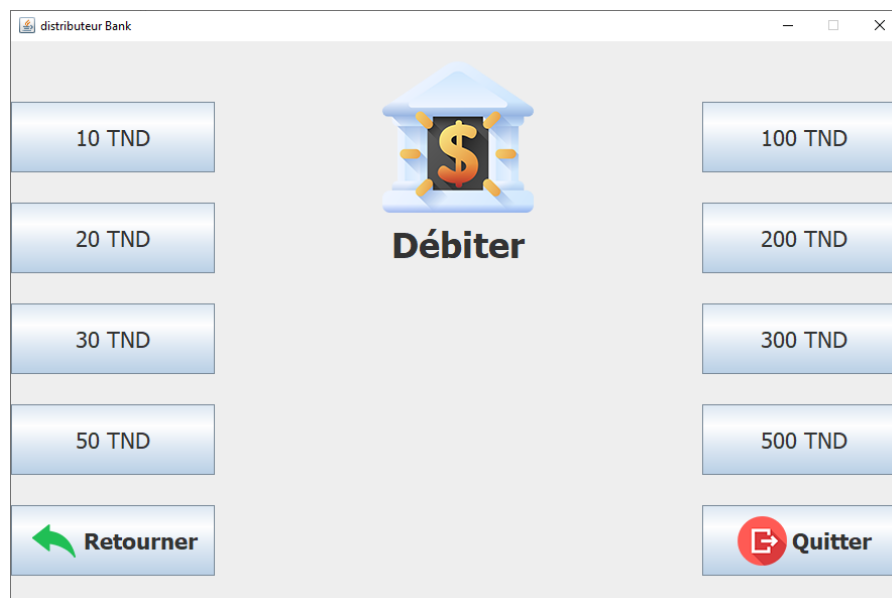 distributeur Bank
Débiter
10 TND
20 TND
30 TND
50 TND
Retourner
100 TND
200 TND
300 TND
500 TND
Quitter